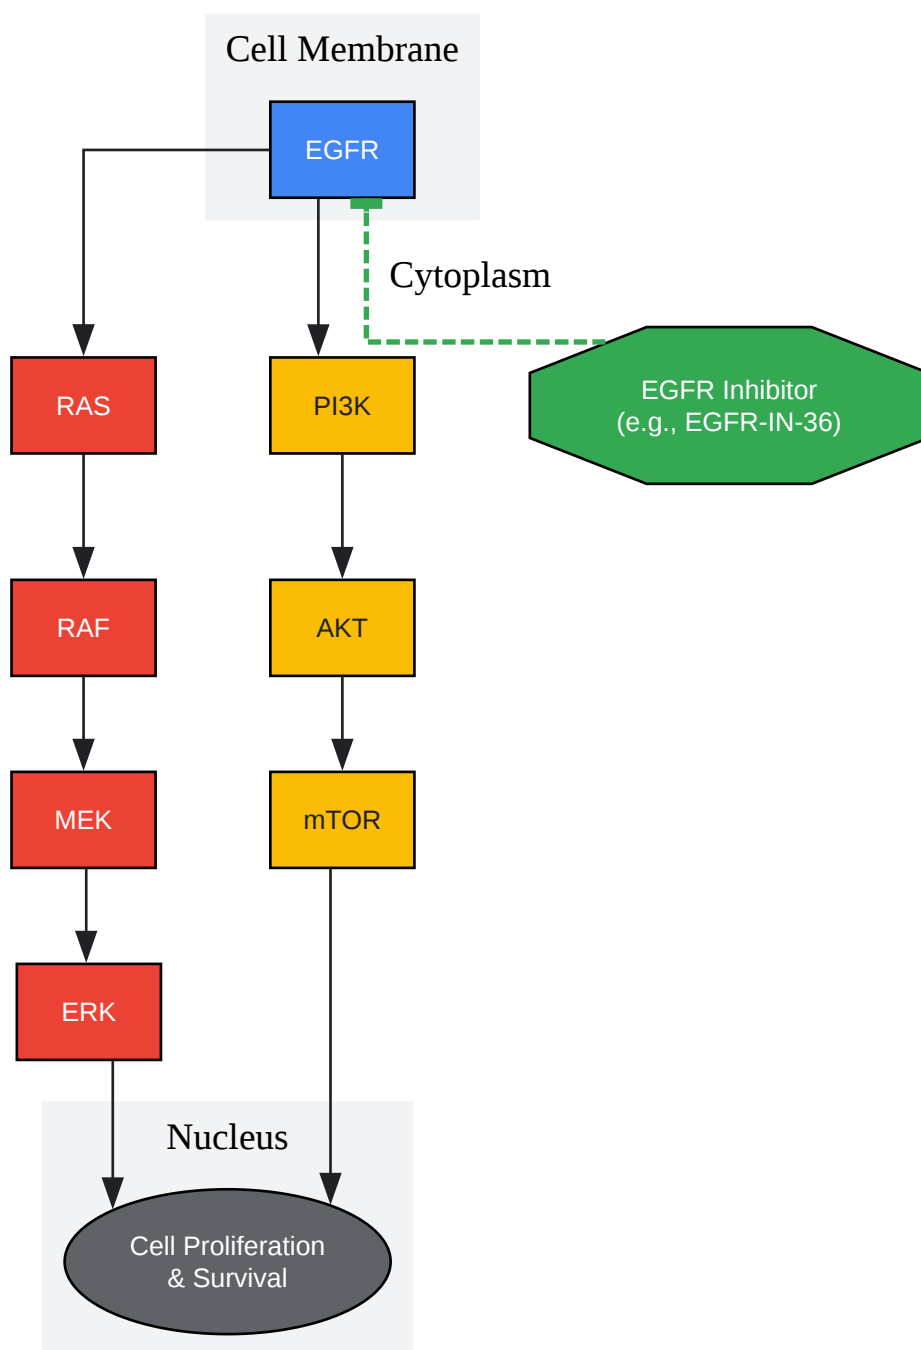 Cell Membrane
EGFR
Cytoplasm
EGFR Inhibitor
(e.g., EGFR-IN-36)
RAS
PI3K
RAF
AKT
MEK
mTOR
ERK
Nucleus
Cell Proliferation
& Survival